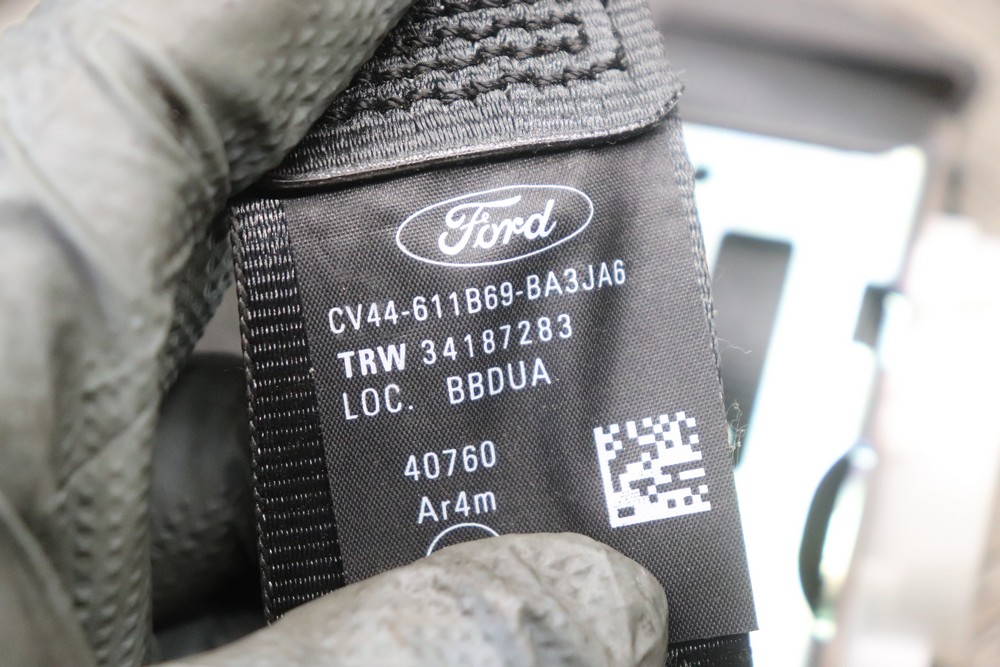 Ford
CV44-611B69-BA3JA6
TRW 34187283
LOC. BBDUA
40760
Ar4m